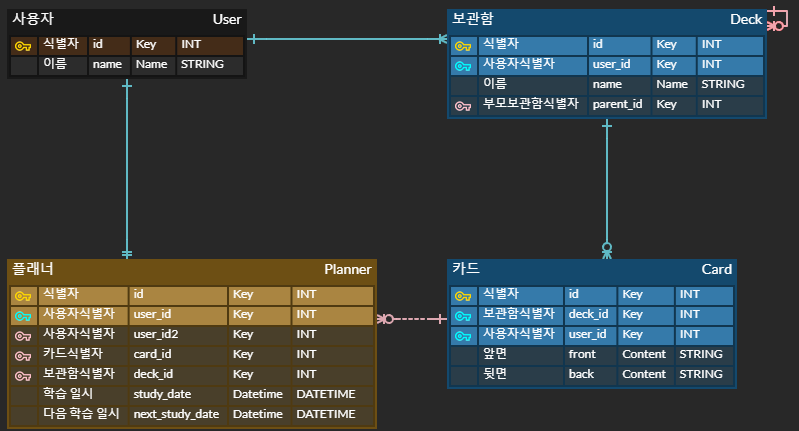 사용자 User
식별자 id Key INT
이름 name Name STRING
보관함 Deck
식별자 id Key INT
사용자식별자 user_id Key INT
이름 name Name STRING
부모보관함식별자 parent_id Key INT
플래너 Planner
식별자 id Key INT
사용자식별자 user_id Key INT
사용자식별자 user_id2 Key INT
카드식별자 card_id Key INT
보관함식별자 deck_id Key INT
학습 일시 study_date Datetime DATETIME
다음 학습 일시 next_study_date Datetime DATETIME
카드 Card
식별자 id Key INT
보관함식별자 deck_id Key INT
사용자식별자 user_id Key INT
앞면 front Content STRING
뒷면 back Content STRING